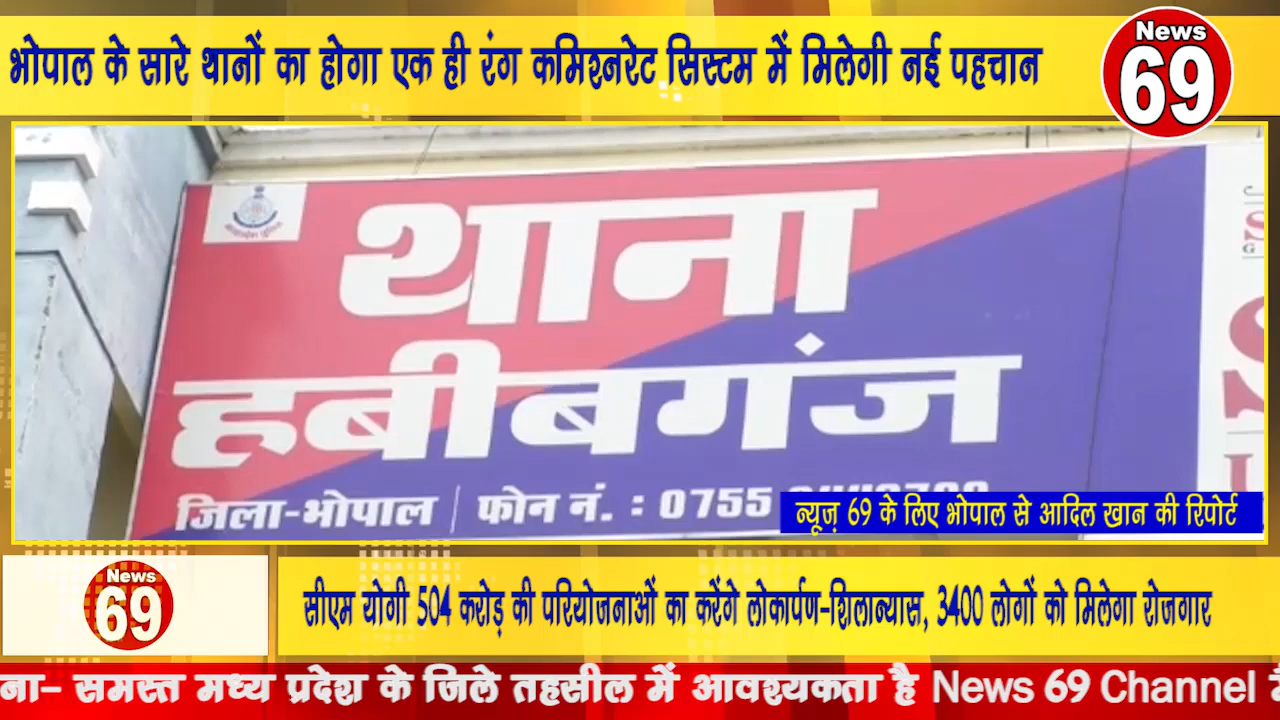 भोपाल के सारे थानों का होगा एक ही रंग कमिश्नरेट सिस्टम में मिलेगी नई पहचान
News
69
थाना
हबीबगंज
जिला-भोपाल | फोन नं. : 0755
न्यूज़ 69 के लिए भोपाल से आदिल खान की रिपोर्ट
News
69
सीएम योगी 504 करोड़ की परियोजनाओं का करेंगे लोकार्पण-शिलान्यास, 3400 लोगों को मिलेगा रोजगार
ना- समस्त मध्य प्रदेश के जिले तहसील में आवश्यकता है News 69 Channel